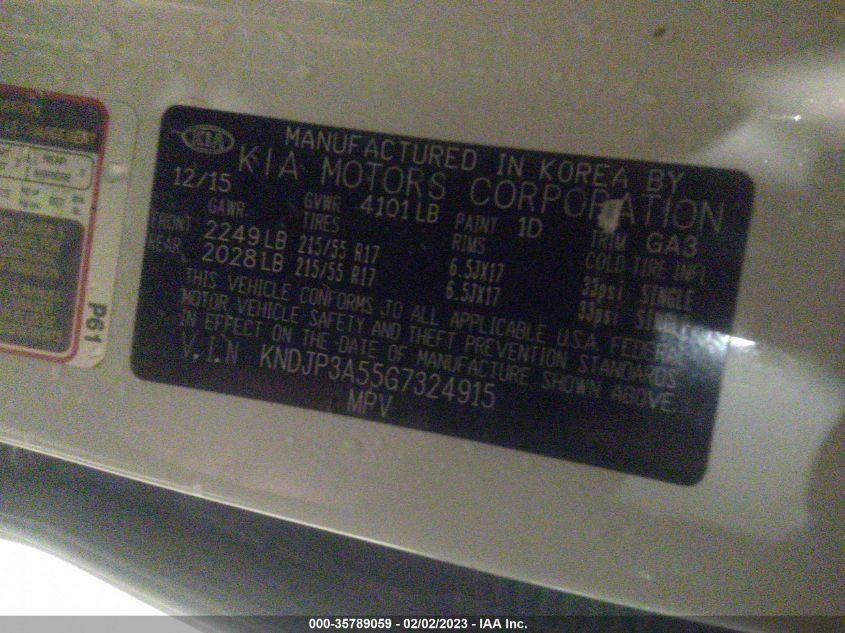 KIA
MANUFACTURED IN KOREA BY
KIA MOTORS CORPORATION
12/15 GVWR 4101LB PAINT 1D TRIM GA3
GAWR TIRES RIMS COLD TIRE INFL
FRONT 2249LB 215/55 R17 6.5JX17 33psi SINGLE
REAR 2028LB 215/55 R17 6.5JX17 33psi SINGLE
THIS VEHICLE CONFORMS TO ALL APPLICABLE U.S.A. FEDERAL
MOTOR VEHICLE SAFETY AND THEFT PREVENTION STANDARDS
IN EFFECT ON THE DATE OF MANUFACTURE SHOWN ABOVE.
V.I.N KNDJP3A55G7324915
MPV
P61
000-35789059 - 02/02/2023 - IAA Inc.